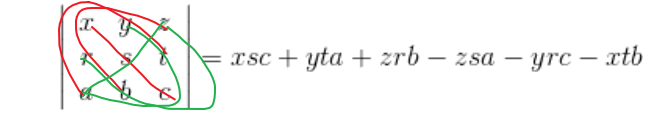 | x y z |
| r s t | = xsc + yta + zrb − zsa − yrc − xtb
| a b c |